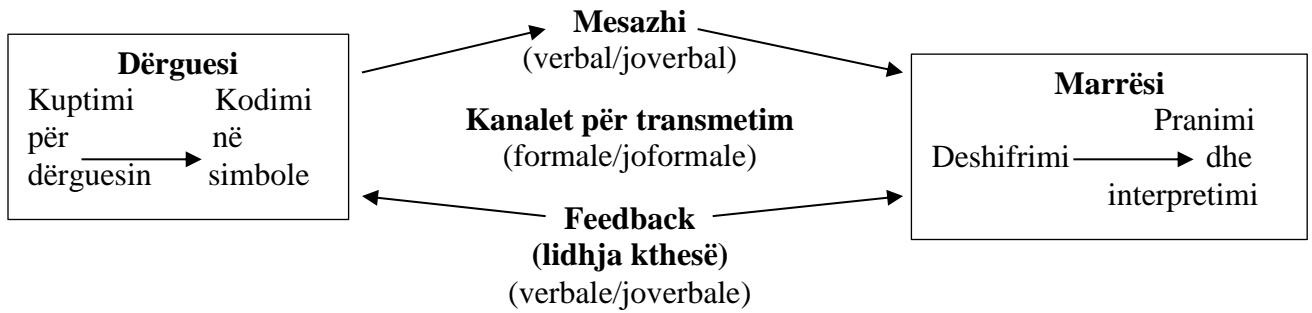 Mesazhi
(verbal/joverbal)
Dërguesi
Kuptimi Kodimi
për në
dërguesin simbole
Kanalet për transmetim
(formale/joformale)
Marrësi
Pranimi
Deshifrimi dhe
interpretimi
Feedback
(lidhja kthesë)
(verbale/joverbale)